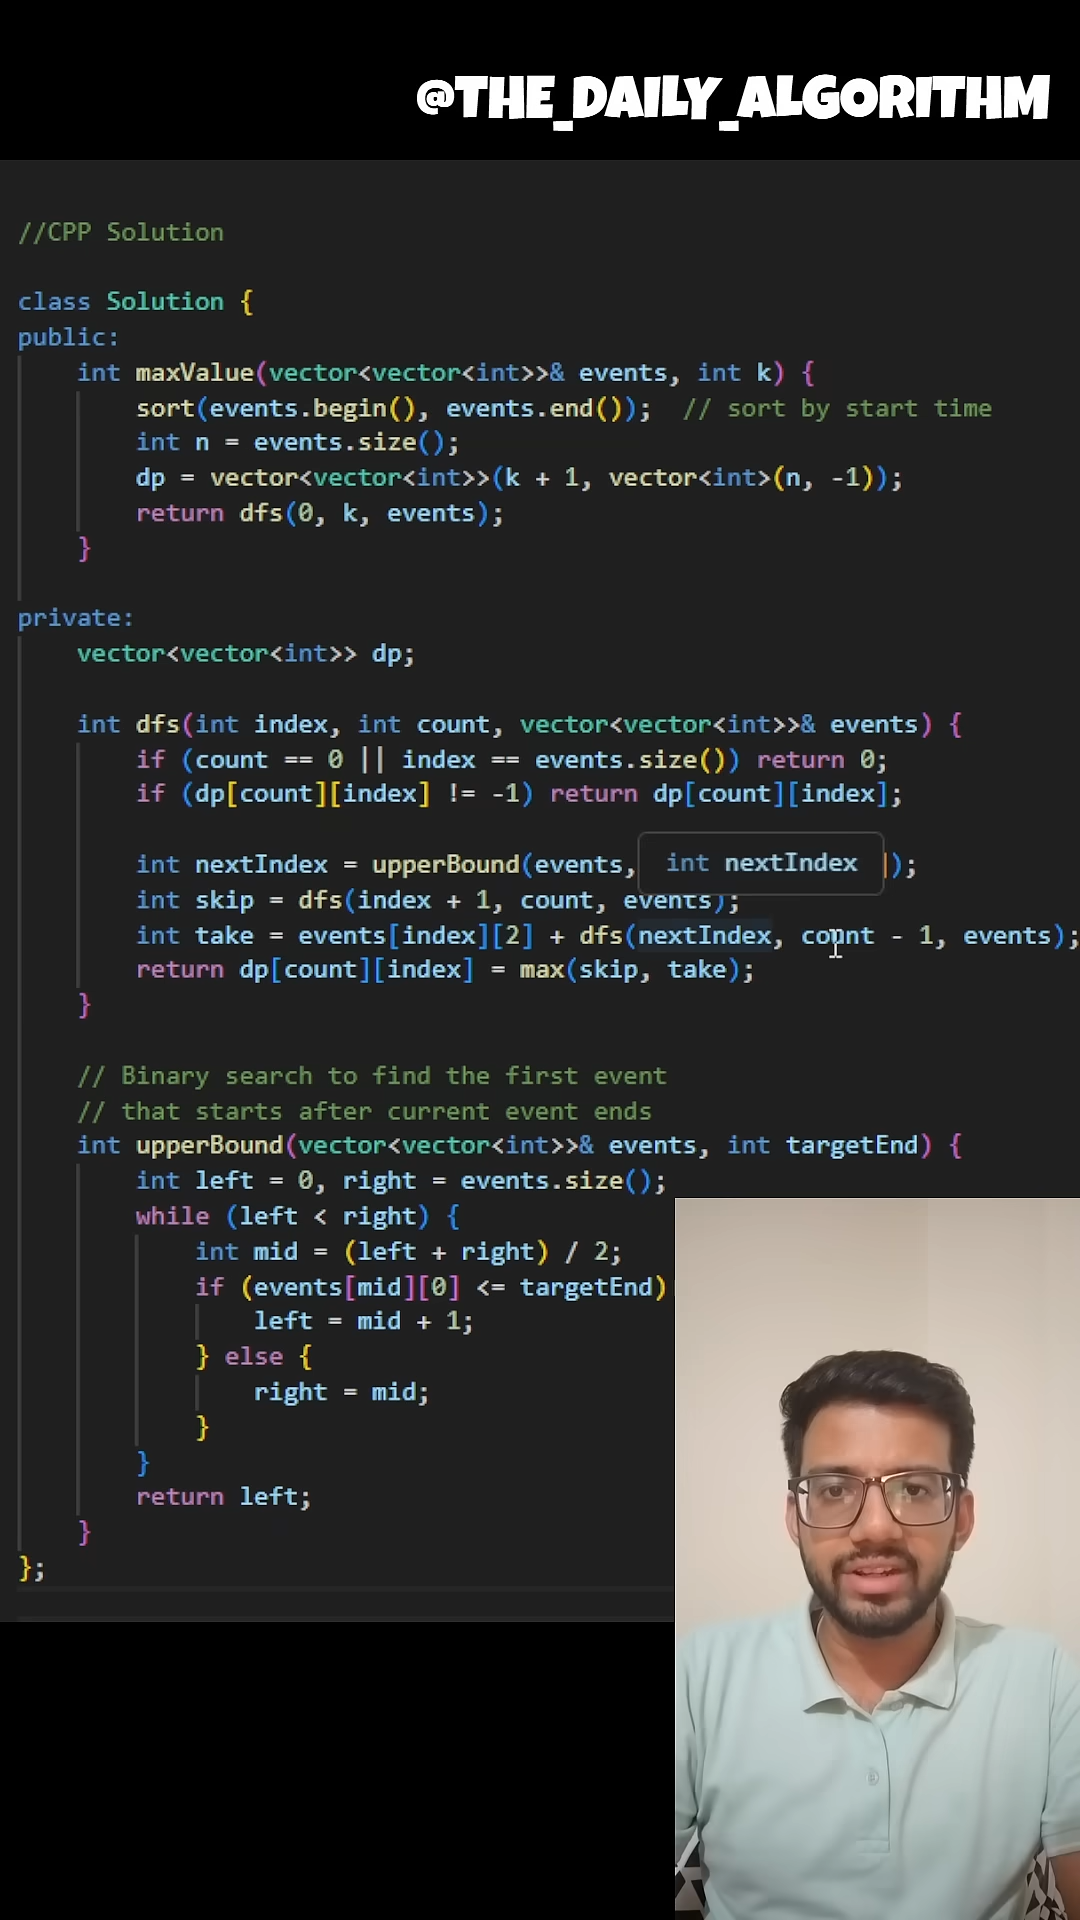 @THE_DAILY_ALGORITHM
//CPP Solution
class Solution {
public:
int maxValue(vector<vector<int>>& events, int k) {
sort(events.begin(), events.end());  // sort by start time
int n = events.size();
dp = vector<vector<int>>(k + 1, vector<int>(n, -1));
return dfs(0, k, events);
}
private:
vector<vector<int>> dp;
int dfs(int index, int count, vector<vector<int>>& events) {
if (count == 0 || index == events.size()) return 0;
if (dp[count][index] != -1) return dp[count][index];
int nextIndex = upperBound(events, int nextIndex ]);
int skip = dfs(index + 1, count, events);
int take = events[index][2] + dfs(nextIndex, count - 1, events);
return dp[count][index] = max(skip, take);
}
// Binary search to find the first event
// that starts after current event ends
int upperBound(vector<vector<int>>& events, int targetEnd) {
int left = 0, right = events.size();
while (left < right) {
int mid = (left + right) / 2;
if (events[mid][0] <= targetEnd)
left = mid + 1;
} else {
right = mid;
}
}
return left;
}
};